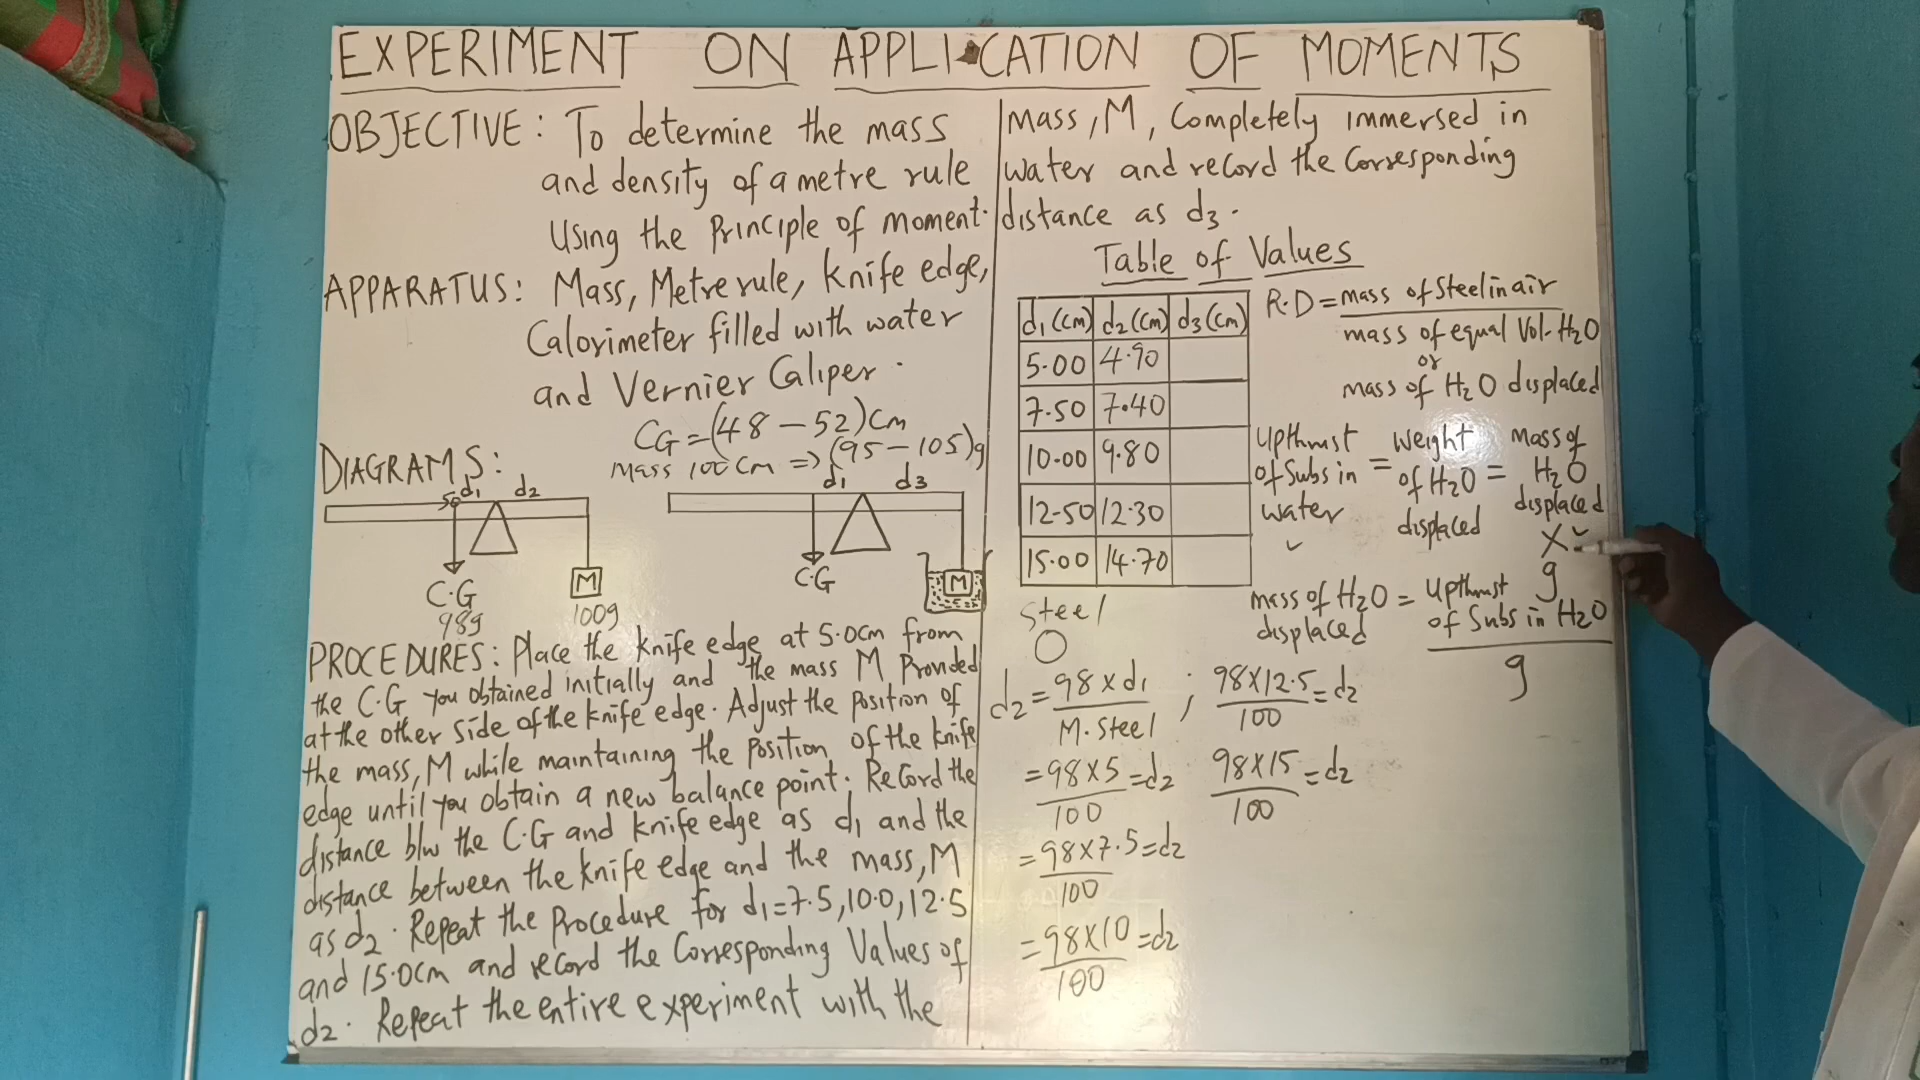 EXPERIMENT ON APPLICATION OF MOMENTS
OBJECTIVE: To determine the mass
and density of a metre rule
Using the Principle of moment.
APPARATUS: Mass, Metre rule, Knife edge,
Calorimeter filled with water
and Vernier Caliper.
CG = (48 - 52)cm
Mass 100cm => (95 - 105)g
DIAGRAMS:
50 d1 d2
C.G
98g
M
100g
d1 d3
C.G
M
PROCEDURES: Place the Knife edge at 5.0cm from
the C.G you obtained initially and the mass M Provided
at the other side of the knife edge. Adjust the position of
the mass, M while maintaining the position of the knife
edge until you obtain a new balance point. Record the
distance b/w the C.G and knife edge as d1 and the
distance between the knife edge and the mass, M
as d2. Repeat the Procedure for d1=7.5, 10.0, 12.5
and 15.0cm and record the Corresponding Values of
d2. Repeat the entire experiment with the
mass, M, Completely immersed in
water and record the Corresponding
distance as d3.
Table of Values
d1(cm) d2(cm) d3(cm)
5.00 4.90
7.50 7.40
10.00 9.80
12.50 12.30
15.00 14.70
R.D = mass of Steel in air
mass of equal Vol. H2O
or
mass of H2O displaced
Upthrust of Subs in water = Weight of H2O displaced = Mass of H2O displaced
X
g
mass of H2O displaced = Upthrust of Subs in H2O
g
Steel
d2 = 98 x d1
M. Steel
; 98x12.5 = d2
100
= 98 x 5 = d2
100
98x15 = d2
100
= 98 x 7.5 = d2
100
= 98 x 10 = d2
100